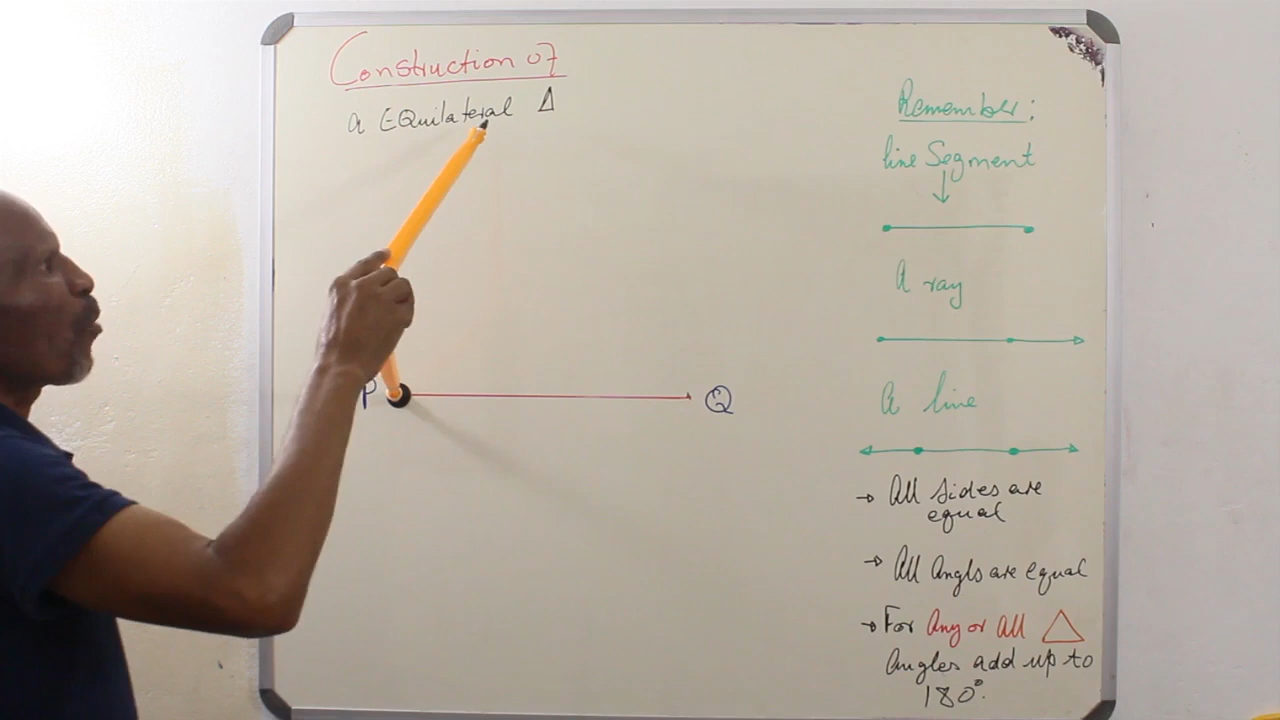 Construction of
a EQuilateral Δ
P
Q
Remember:
line Segment
A ray
A line
→ All sides are
equal
→ All Angls are equal
→ For Any or All △
Angles add up to
180°.